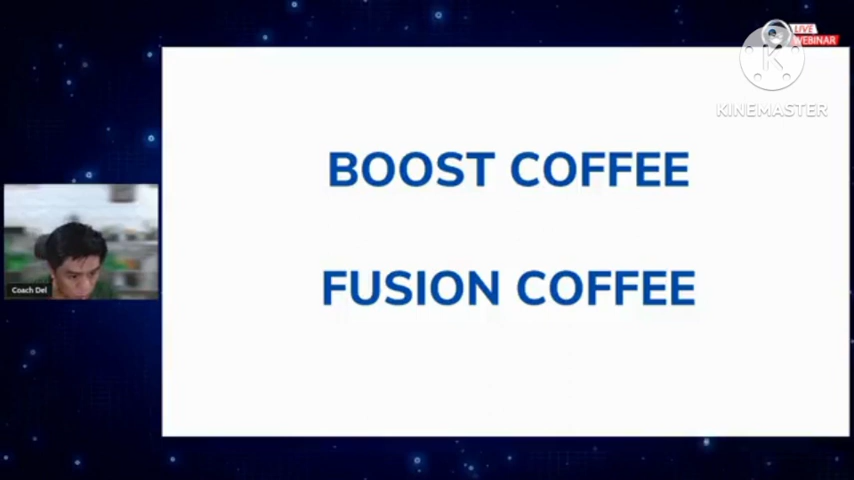 LIVE
WEBINAR
K
KINEMASTER
BOOST COFFEE
Coach Del
FUSION COFFEE